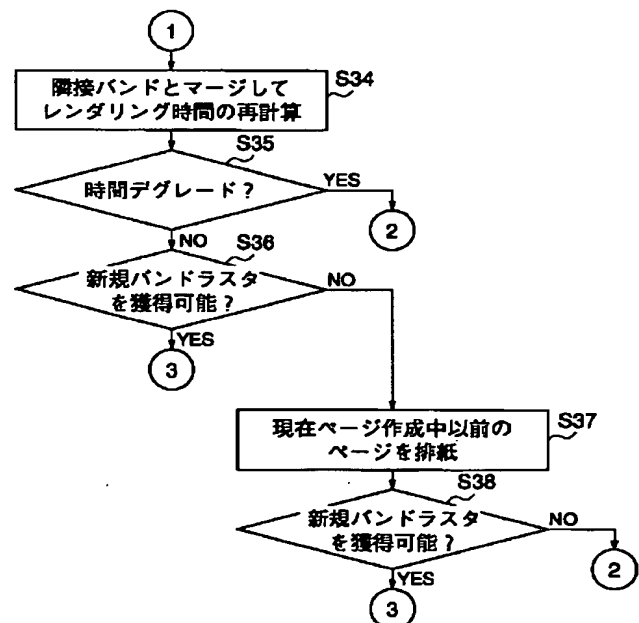 1
隣接バンドとマージして
レンダリング時間の再計算
S34
S35
時間デグレード？
YES
2
NO
S36
新規バンドラスタ
を獲得可能？
NO
YES
3
現在ページ作成中以前の
ページを排紙
S37
S38
新規バンドラスタ
を獲得可能？
NO
2
YES
3